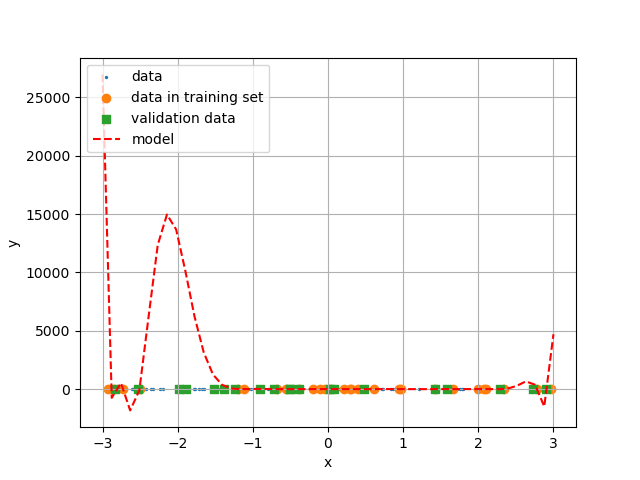 data
data in training set
validation data
model
25000
20000
15000
10000
5000
0
y
−3
−2
−1
0
1
2
3
x